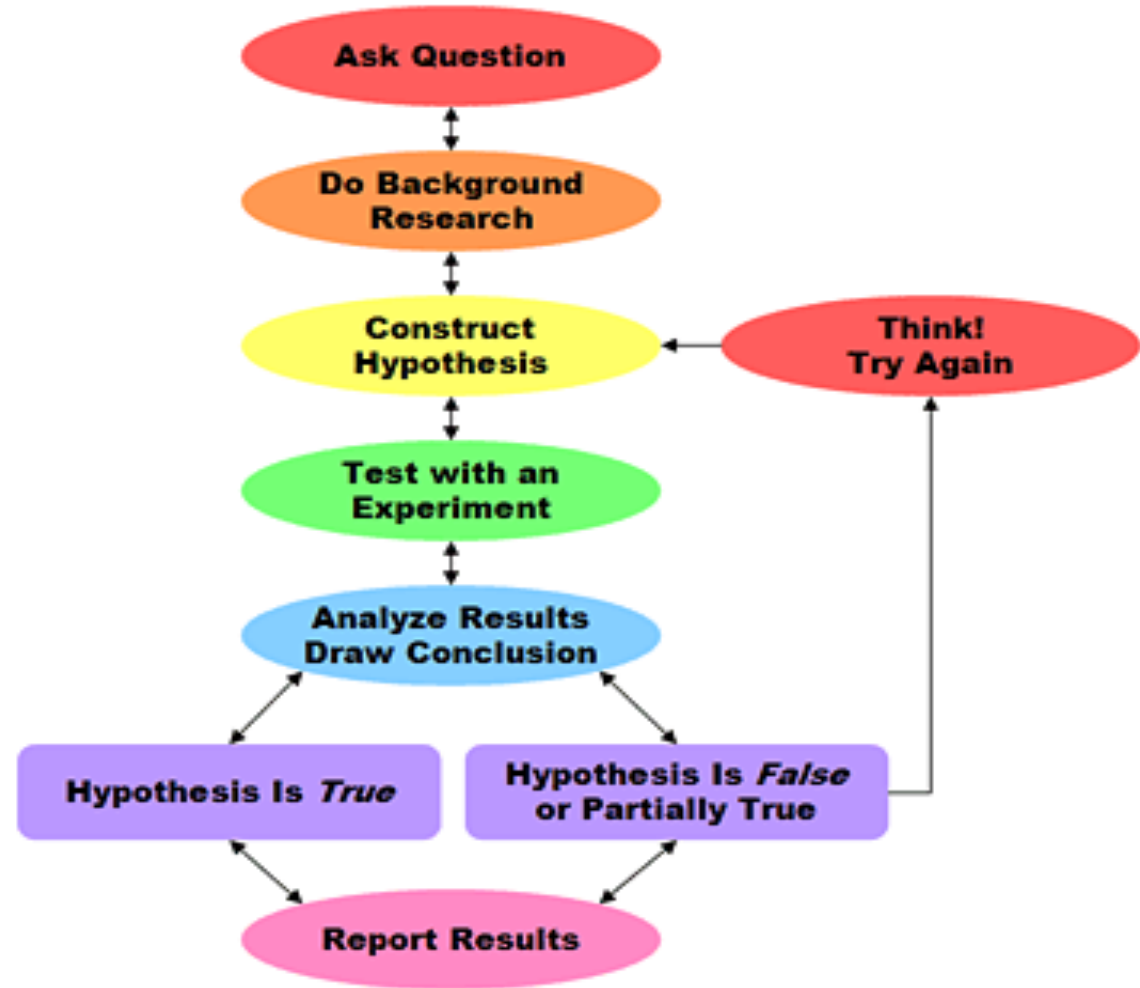 Ask Question
Do Background
Research
Construct
Hypothesis
Think!
Try Again
Test with an
Experiment
Analyze Results
Draw Conclusion
Hypothesis Is True
Hypothesis Is False
or Partially True
Report Results